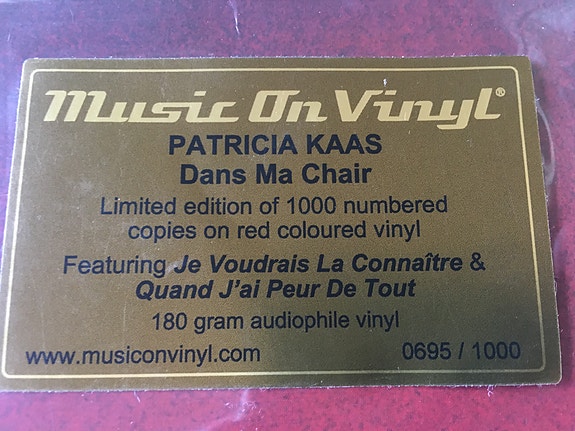 Music On Vinyl®
PATRICIA KAAS
Dans Ma Chair
Limited edition of 1000 numbered
copies on red coloured vinyl
Featuring Je Voudrais La Connaître &
Quand J'ai Peur De Tout
180 gram audiophile vinyl
www.musiconvinyl.com 0695 / 1000